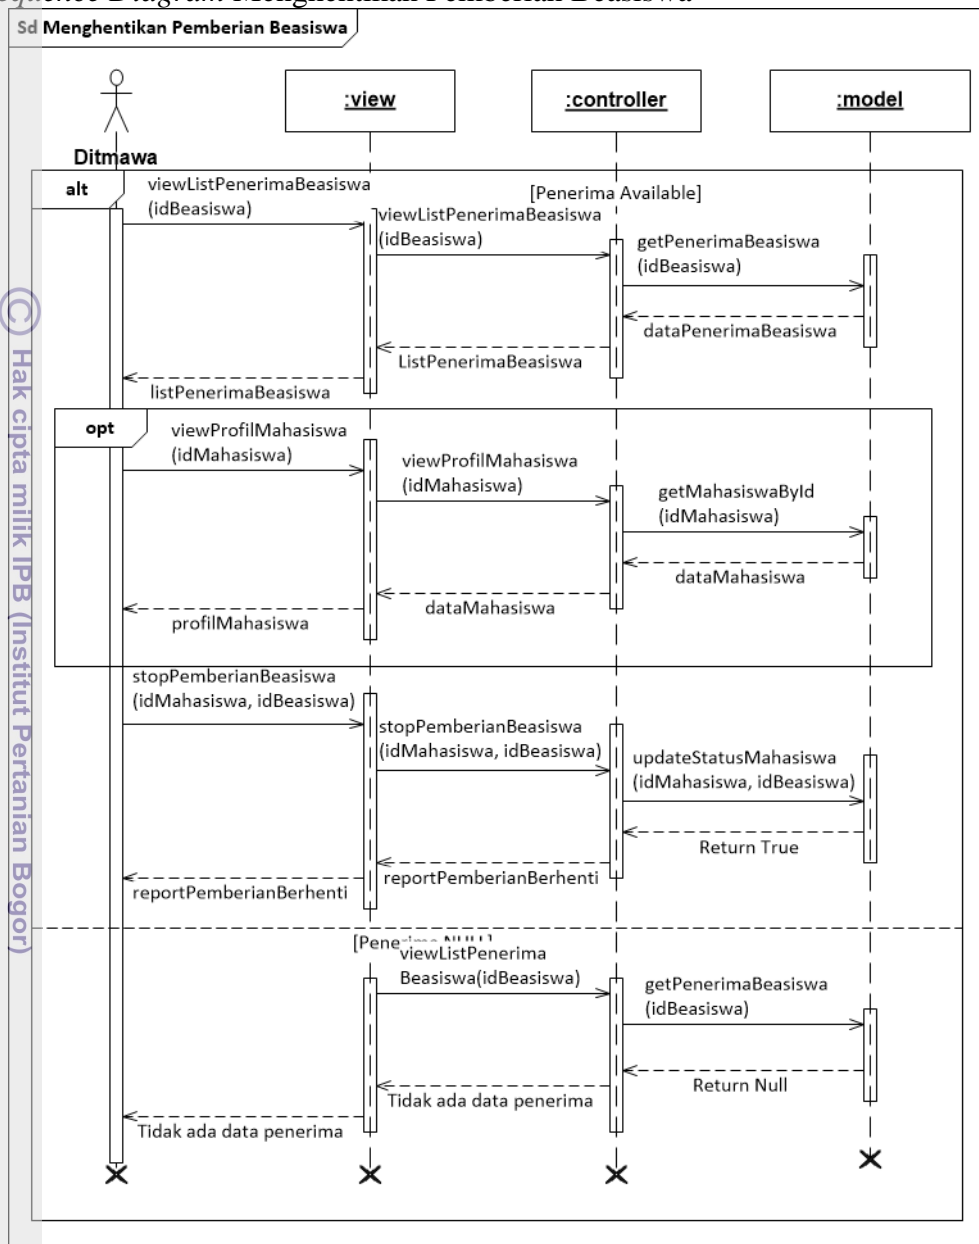 Diagram Menghentikan Pemberian Beasiswa
Sd Menghentikan Pemberian Beasiswa
:view
:controller
:model
Ditmawa
alt
[Penerima Available]
viewListPenerimaBeasiswa
(idBeasiswa)
viewListPenerimaBeasiswa
(idBeasiswa)
getPenerimaBeasiswa
(idBeasiswa)
dataPenerimaBeasiswa
ListPenerimaBeasiswa
listPenerimaBeasiswa
opt
viewProfilMahasiswa
(idMahasiswa)
viewProfilMahasiswa
(idMahasiswa)
getMahasiswaById
(idMahasiswa)
dataMahasiswa
dataMahasiswa
profilMahasiswa
stopPemberianBeasiswa
(idMahasiswa, idBeasiswa)
stopPemberianBeasiswa
(idMahasiswa, idBeasiswa)
updateStatusMahasiswa
(idMahasiswa, idBeasiswa)
Return True
reportPemberianBerhenti
reportPemberianBerhenti
viewListPenerima
Beasiswa(idBeasiswa)
getPenerimaBeasiswa
(idBeasiswa)
Return Null
Tidak ada data penerima
Tidak ada data penerima
© Hak cipta milik IPB (Institut Pertanian Bogor)